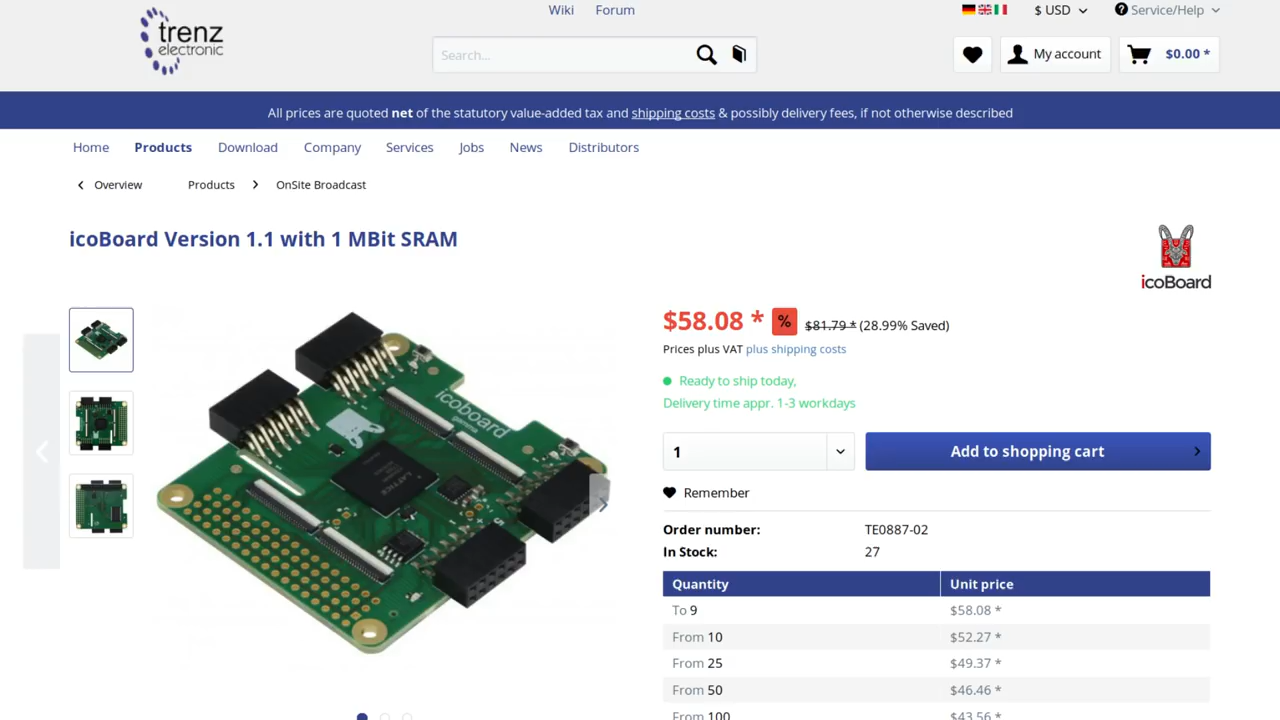 Wiki
Forum
$ USD
Service/Help
trenz
electronic
Search...
My account
$0.00 *
All prices are quoted net of the statutory value-added tax and shipping costs & possibly delivery fees, if not otherwise described
Home
Products
Download
Company
Services
Jobs
News
Distributors
Overview
Products
OnSite Broadcast
icoBoard Version 1.1 with 1 MBit SRAM
icoBoard
icoboard
gamma
LATTICE
$58.08 *
%
$81.79 * (28.99% Saved)
Prices plus VAT plus shipping costs
Ready to ship today,
Delivery time appr. 1-3 workdays
1
Add to shopping cart
Remember
Order number: TE0887-02
In Stock: 27
Quantity Unit price
To 9 $58.08 *
From 10 $52.27 *
From 25 $49.37 *
From 50 $46.46 *
From 100 $43.56 *